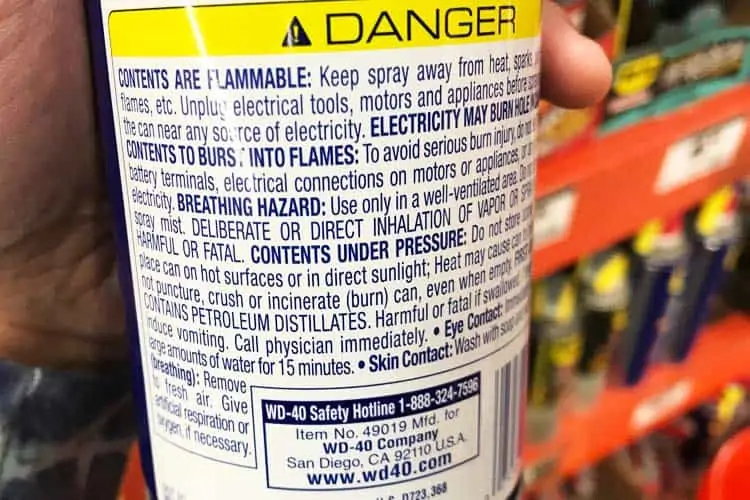 DANGER
CONTENTS ARE FLAMMABLE: Keep spray away from heat, sparks,
flames, etc. Unplug electrical tools, motors and appliances before
the can near any source of electricity. ELECTRICITY MAY BURN HOLE
CONTENTS TO BURST INTO FLAMES: To avoid serious burn injury, do not
battery terminals, electrical connections on motors or appliances, or
electricity. BREATHING HAZARD: Use only in a well-ventilated area. Do
spray mist. DELIBERATE OR DIRECT INHALATION OF VAPOR OR SPRAY
HARMFUL OR FATAL. CONTENTS UNDER PRESSURE: Do not store
place can on hot surfaces or in direct sunlight; Heat may cause can
not puncture, crush or incinerate (burn) can, even when empty.
CONTAINS PETROLEUM DISTILLATES. Harmful or fatal if swallowed.
induce vomiting. Call physician immediately. • Eye Contact:
large amounts of water for 15 minutes. • Skin Contact: Wash with soap
(breathing): Remove
to fresh air. Give
artificial respiration or
oxygen, if necessary.
WD-40 Safety Hotline 1-888-324-7596
Item No. 49019 Mfd. for
WD-40 Company
San Diego, CA 92110 U.S.A.
www.wd40.com
D723,368